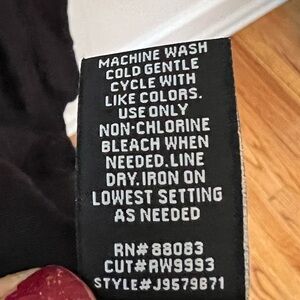 MACHINE WASH
COLD GENTLE
CYCLE WITH
LIKE COLORS.
USE ONLY
NON-CHLORINE
BLEACH WHEN
NEEDED.LINE
DRY. IRON ON
LOWEST SETTING
AS NEEDED
RN# 88083
CUT#RW9993
STYLE#J9579B71